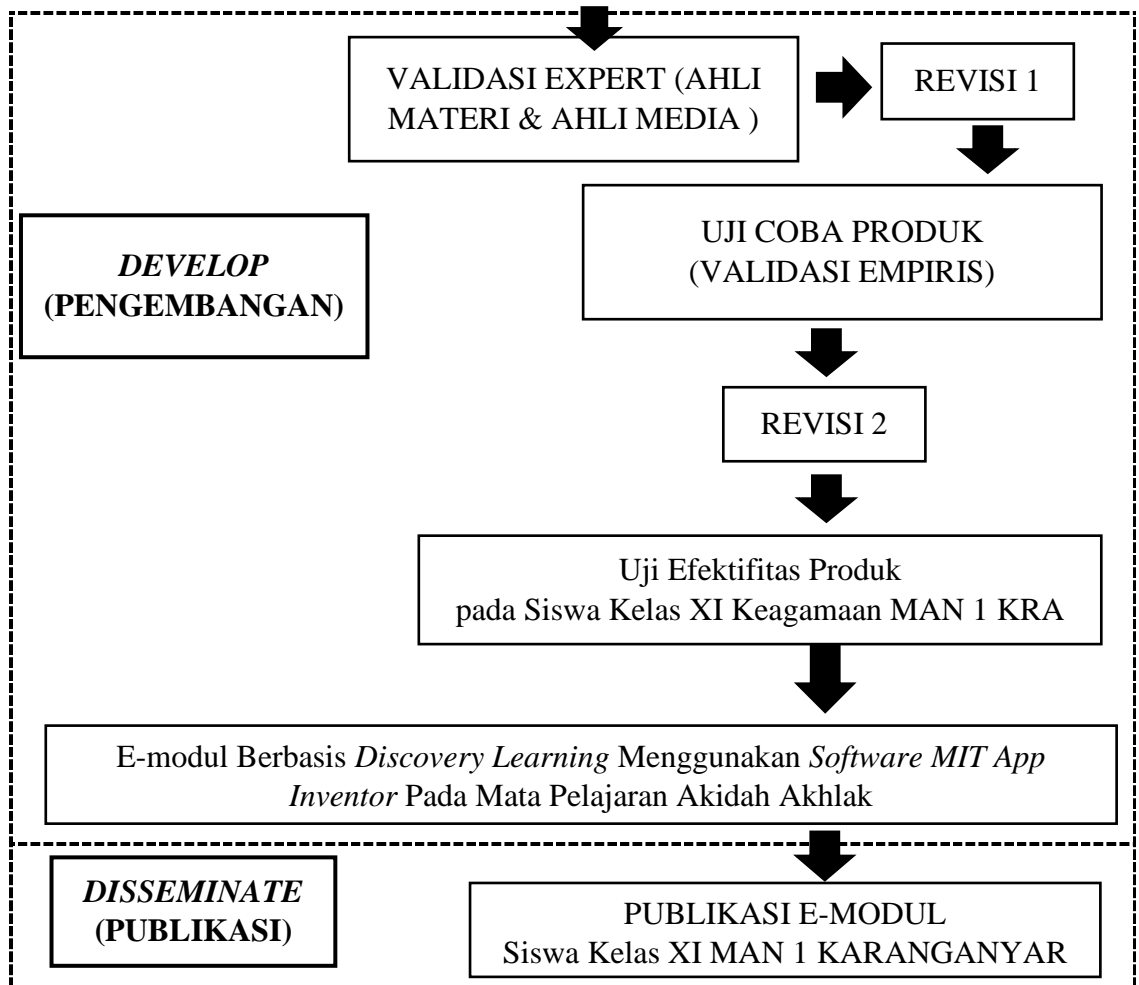 VALIDASI EXPERT (AHLI
MATERI & AHLI MEDIA )
REVISI 1
UJI COBA PRODUK
(VALIDASI EMPIRIS)
DEVELOP
(PENGEMBANGAN)
REVISI 2
Uji Efektifitas Produk
pada Siswa Kelas XI Keagamaan MAN 1 KRA
E-modul Berbasis Discovery Learning Menggunakan Software MIT App
Inventor Pada Mata Pelajaran Akidah Akhlak
DISSEMINATE
(PUBLIKASI)
PUBLIKASI E-MODUL
Siswa Kelas XI MAN 1 KARANGANYAR